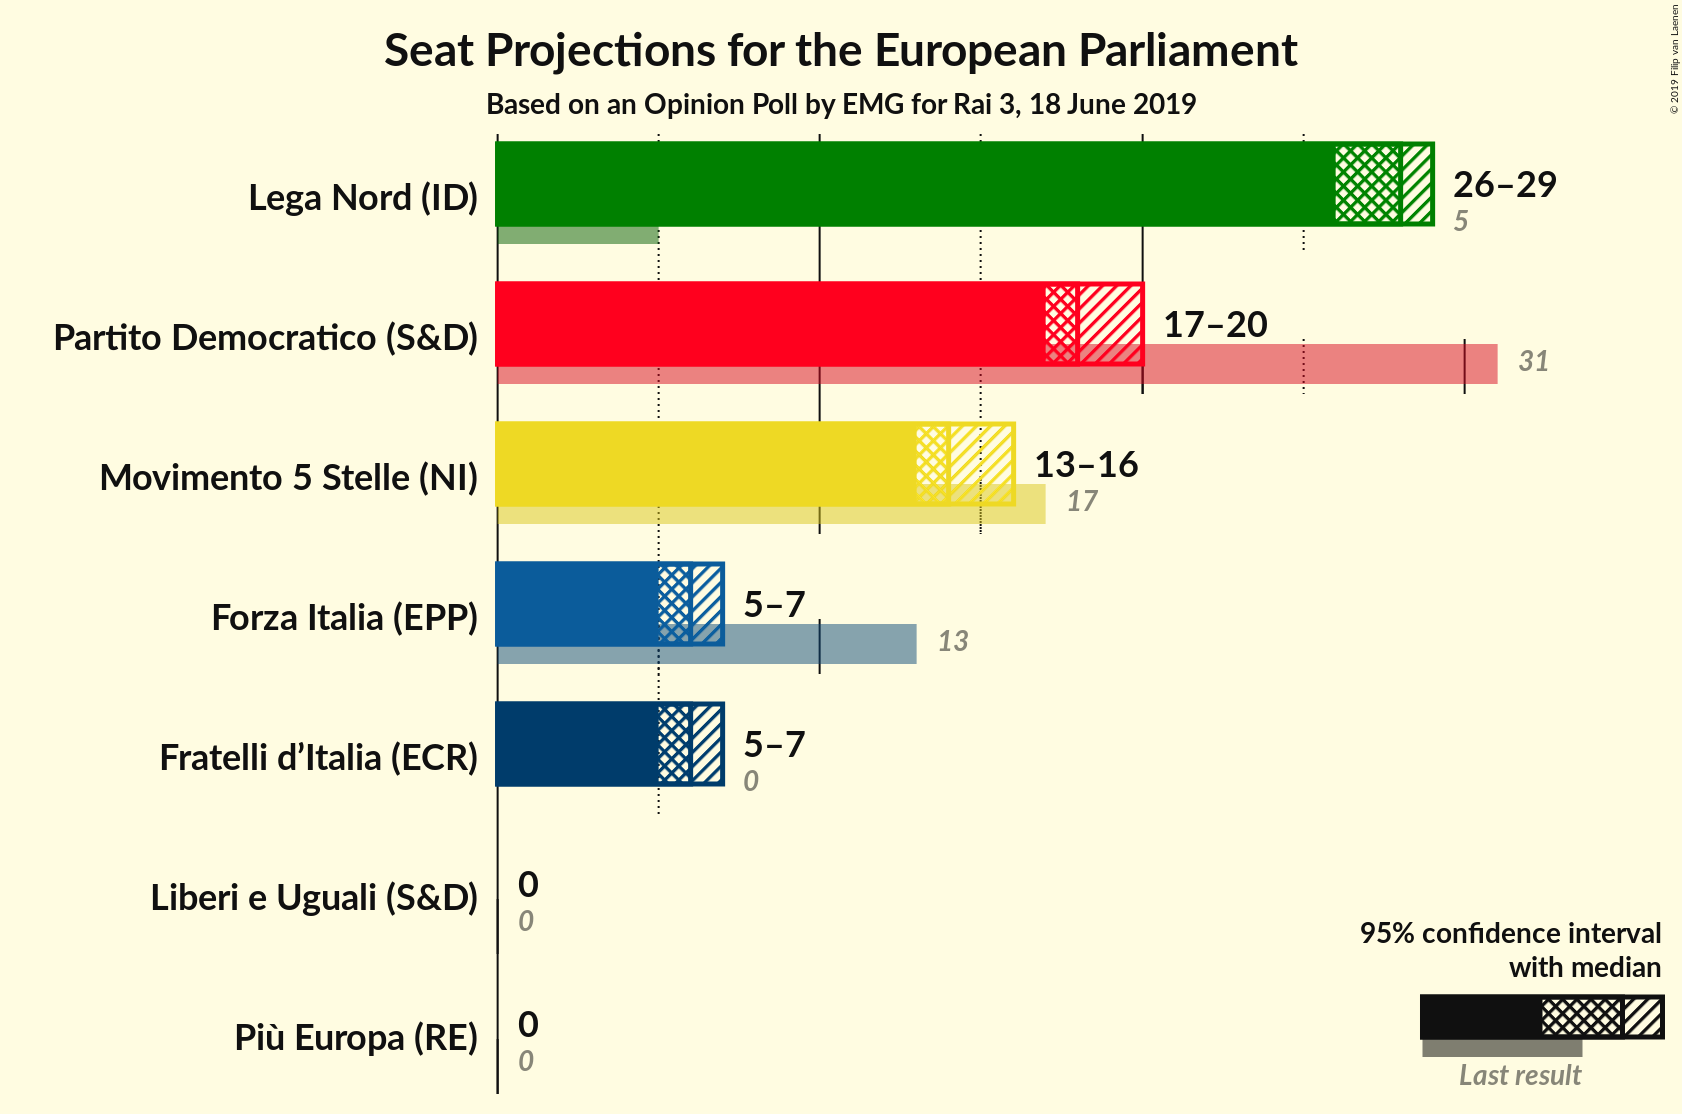 Seat Projections for the European Parliament
Based on an Opinion Poll by EMG for Rai 3, 18 June 2019
© 2019 Filip van Laenen
Lega Nord (ID)
26–29
5
Partito Democratico (S&D)
17–20
31
Movimento 5 Stelle (NI)
13–16
17
Forza Italia (EPP)
5–7
13
Fratelli d’Italia (ECR)
5–7
0
Liberi e Uguali (S&D)
0
0
Più Europa (RE)
0
0
95% confidence interval
with median
Last result